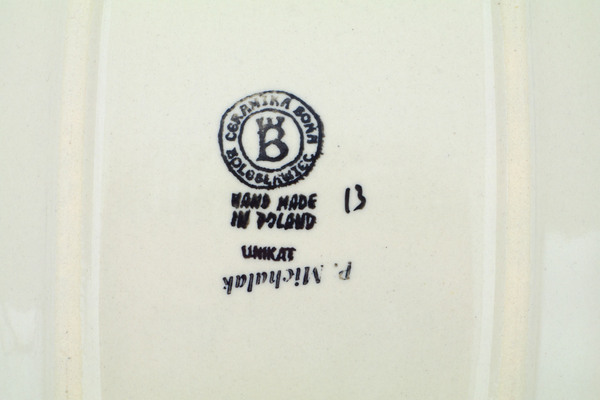 CERAMIKA BONA
BOLESŁAWIEC
B
HAND MADE
IN POLAND
13
UNIKAT
P. Michalak